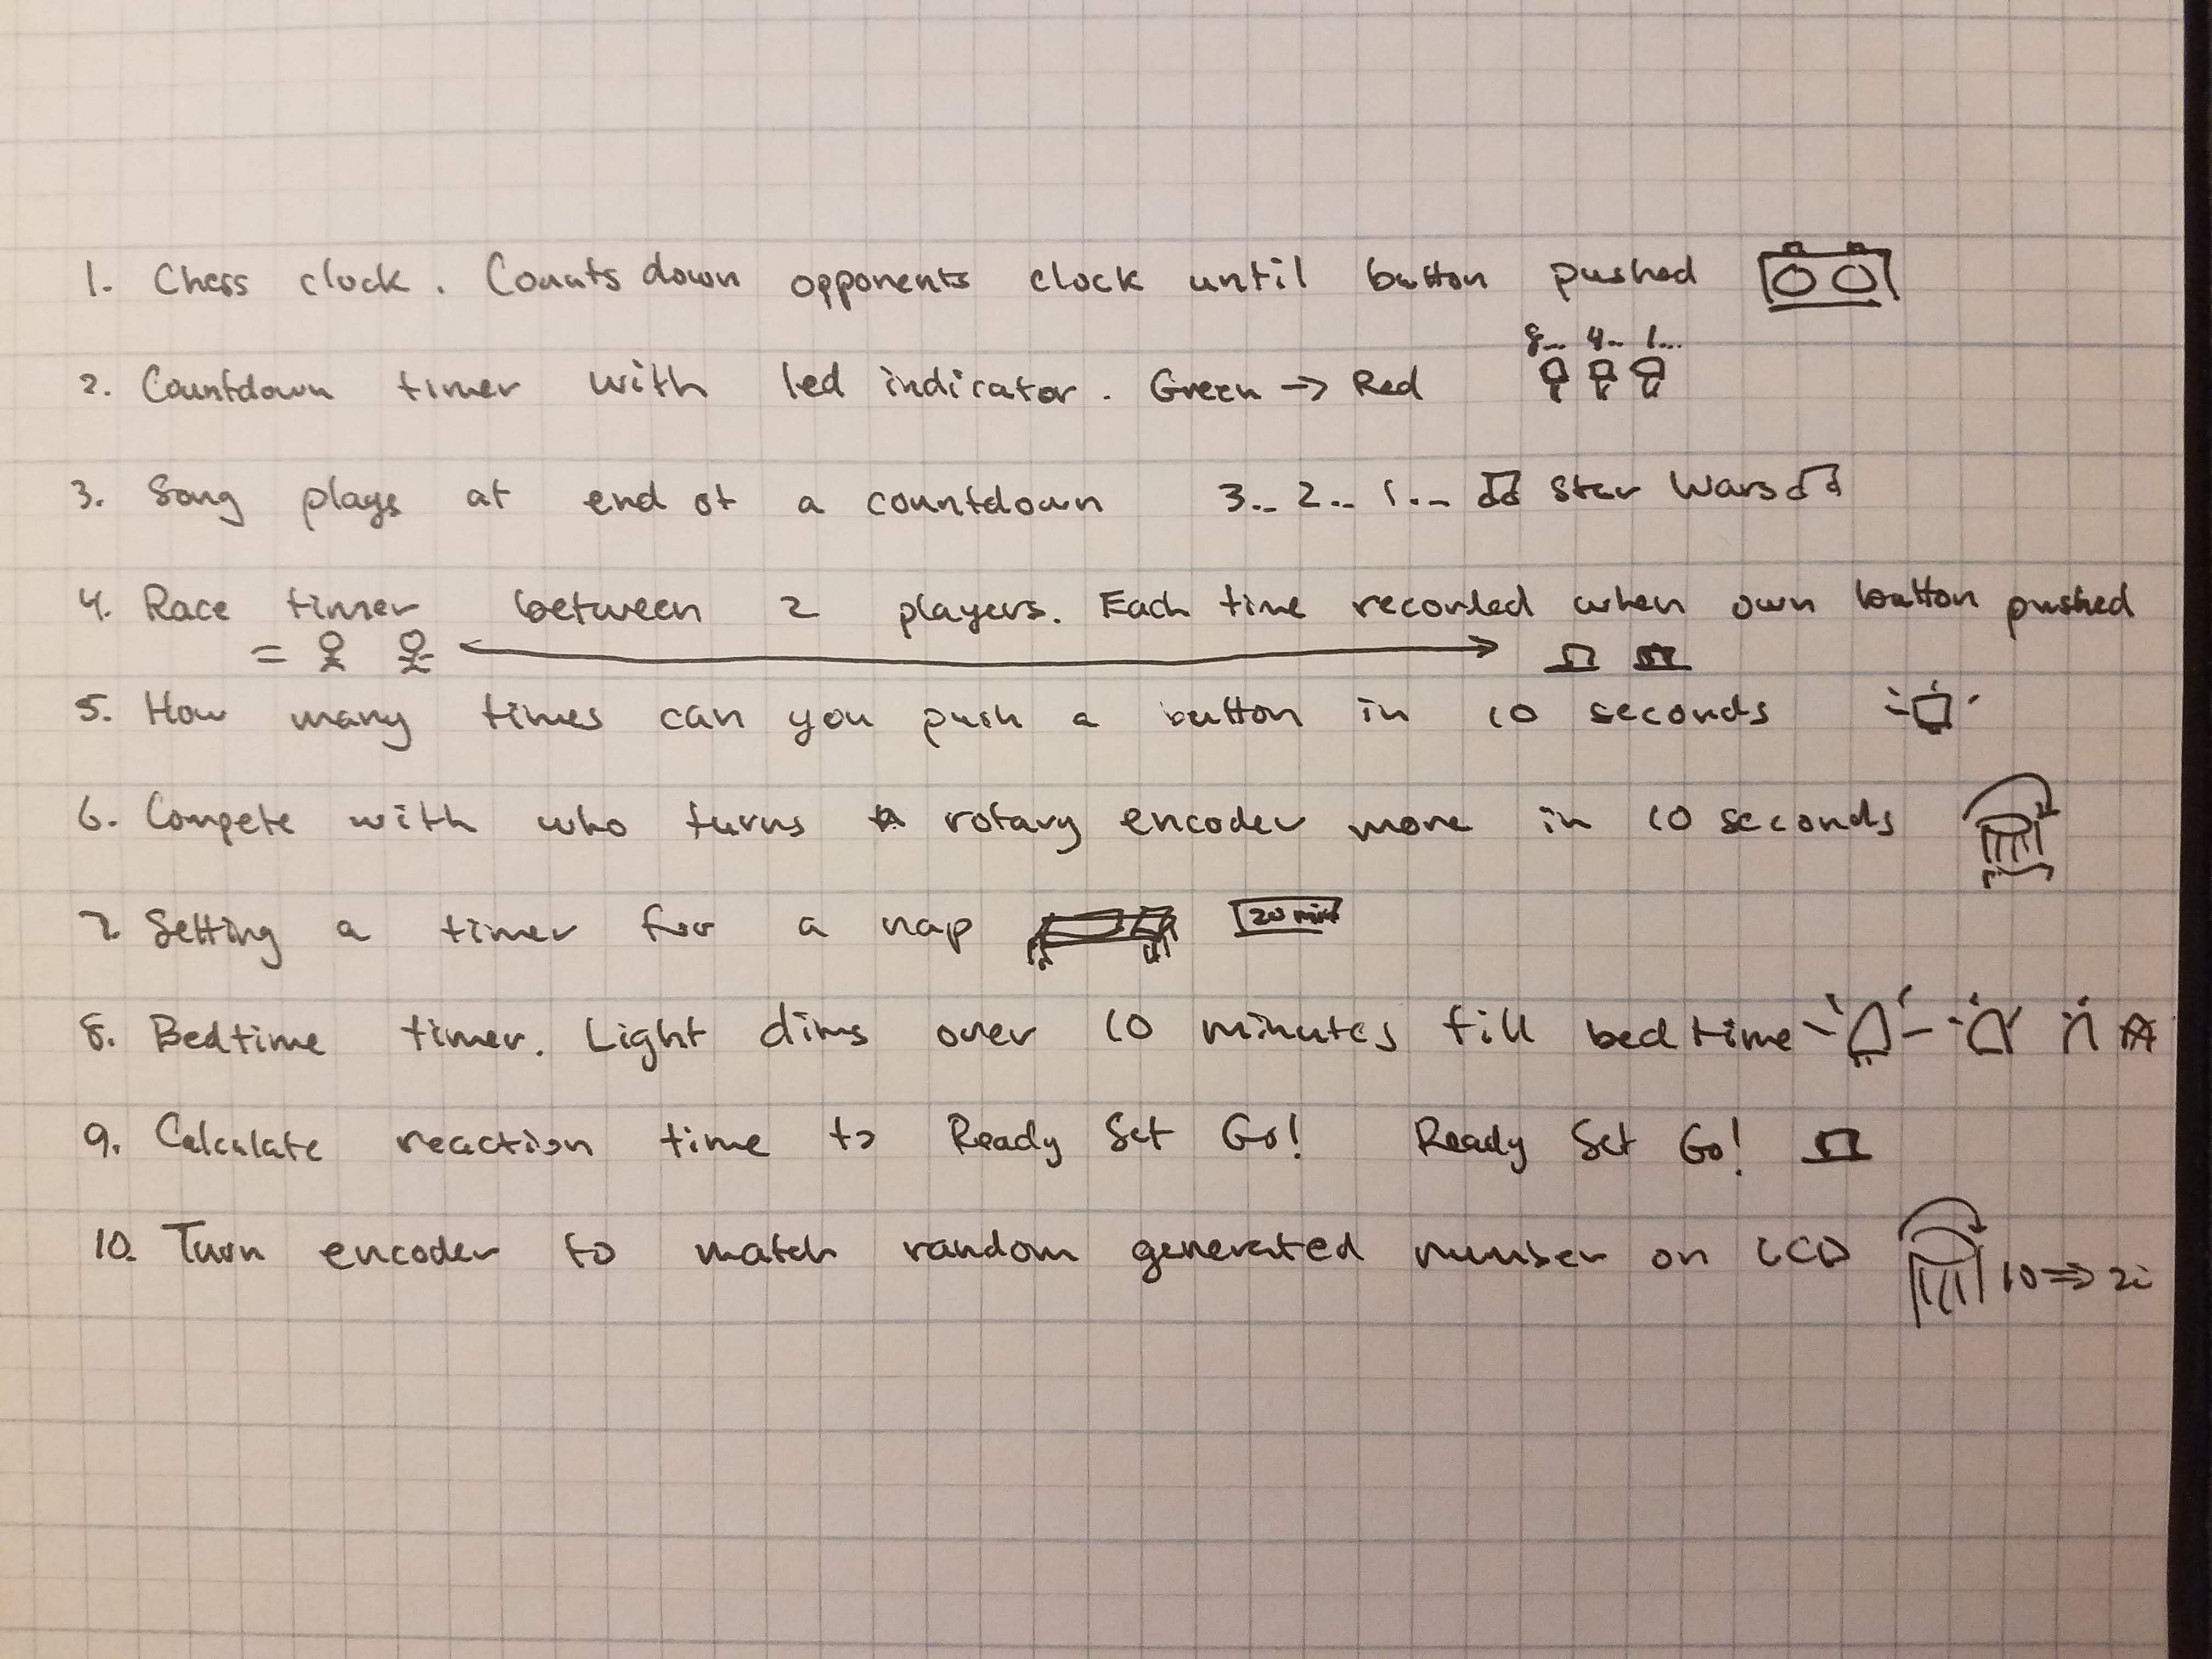 1. Chess clock. Counts down opponents clock until button pushed
8... 4.. 1...
2. Countdown timer with led indicator. Green → Red
3. Song plays at end of a countdown 3.. 2.. 1... ♫ Star Wars ♫
4. Race timer between 2 players. Each time recorded when own button pushed
5. How many times can you push a button in 10 seconds
6. Compete with who turns rotary encoder more in 10 seconds
7. Setting a timer for a nap 20 min
8. Bedtime timer. Light dims over 10 minutes till bedtime
9. Calculate reaction time to Ready Set Go! Ready Set Go!
10. Turn encoder to match random generated number on LCD
10 ⇒